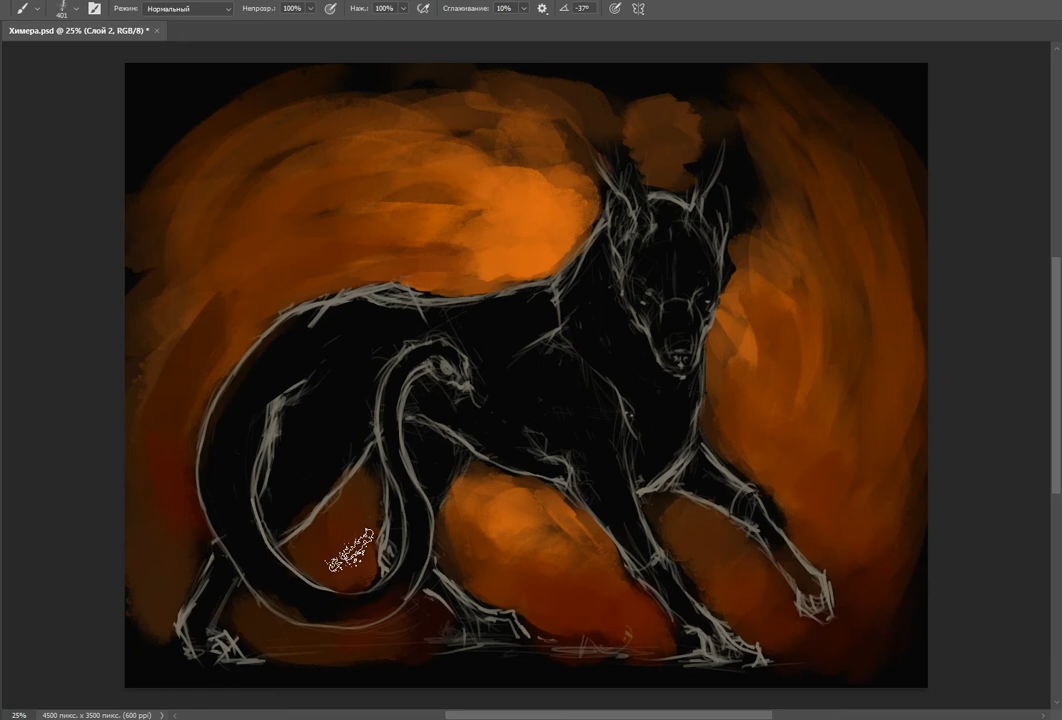 401 Режим: Нормальный Непрозр.: 100% Наж.: 100% Сглаживание: 10% -37°
Химера.psd @ 25% (Слой 2, RGB/8) * ×
25% 4500 пикс. x 3500 пикс. (600 ppi)